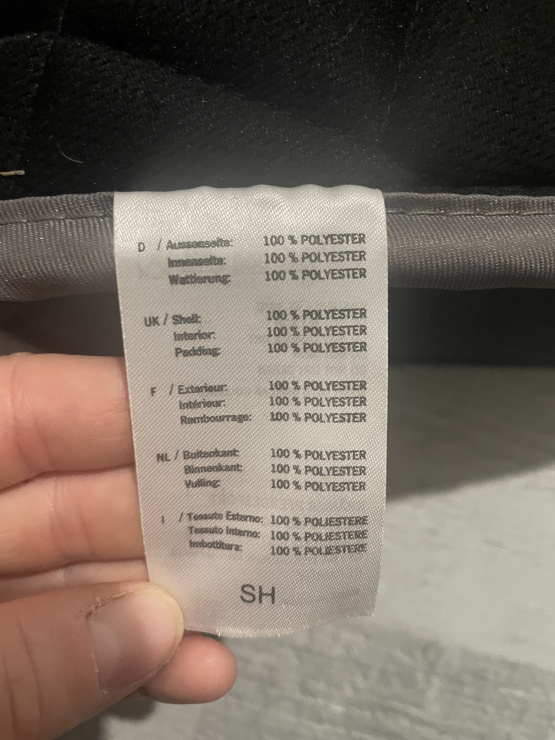 D / Aussenseite: 100 % POLYESTER
Innenseite: 100 % POLYESTER
Wattierung: 100 % POLYESTER
UK / Shell: 100 % POLYESTER
Interior: 100 % POLYESTER
Padding: 100 % POLYESTER
F / Exterieur: 100 % POLYESTER
Intérieur: 100 % POLYESTER
Rembourrage: 100 % POLYESTER
NL / Buitenkant: 100 % POLYESTER
Binnenkant: 100 % POLYESTER
Vulling: 100 % POLYESTER
I / Tessuto Esterno: 100 % POLIESTERE
Tessuto Interno: 100 % POLIESTERE
Imbottitura: 100 % POLIESTERE
SH